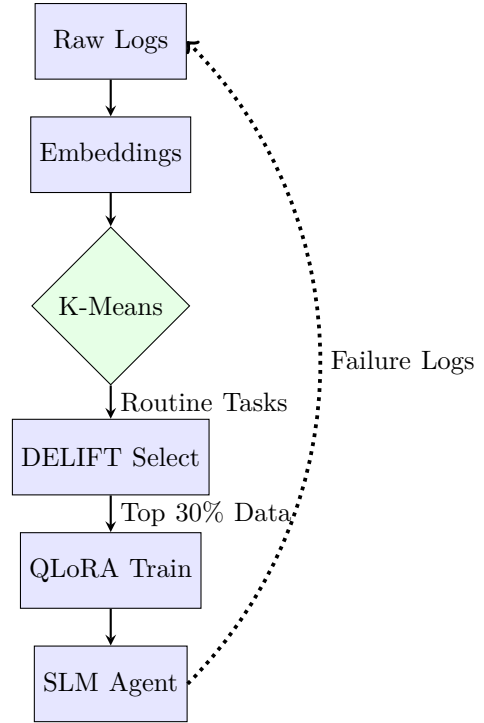 Raw Logs
Embeddings
K-Means
Failure Logs
Routine Tasks
DELIFT Select
Top 30% Data
QLoRA Train
SLM Agent